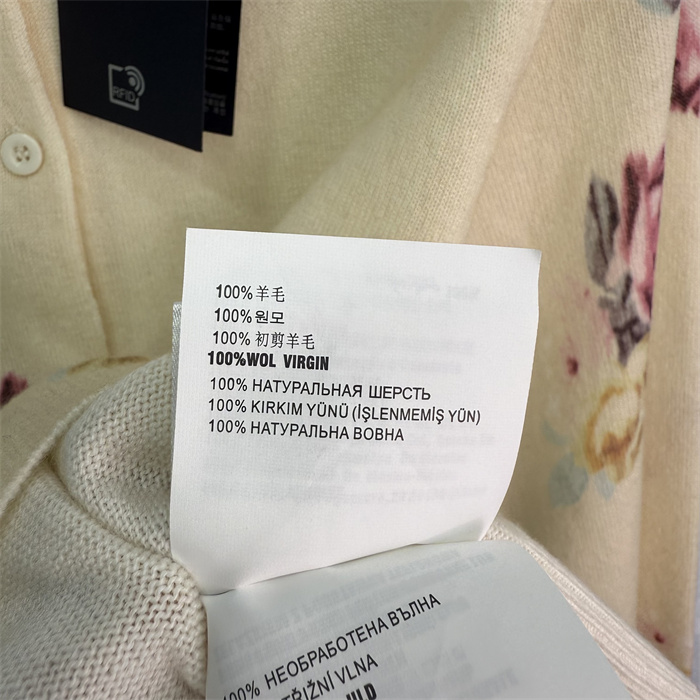 RFID
100%羊毛
100%원모
100% 初剪羊毛
100%WOL VIRGIN
100% НАТУРАЛЬНАЯ ШЕРСТЬ
100% KIRKIM YÜNÜ (İŞLENMEMİŞ YÜN)
100% НАТУРАЛЬНА ВОВНА
100% НЕОБРАБОТЕНА ВЪЛНА
VLNA